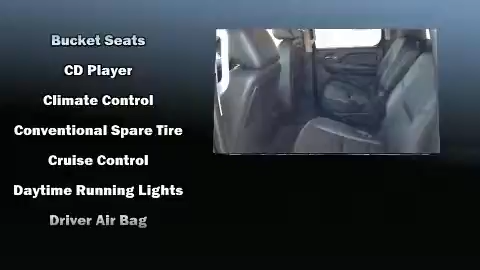 Bucket Seats
CD Player
Climate Control
Conventional Spare Tire
Cruise Control
Daytime Running Lights
Driver Air Bag